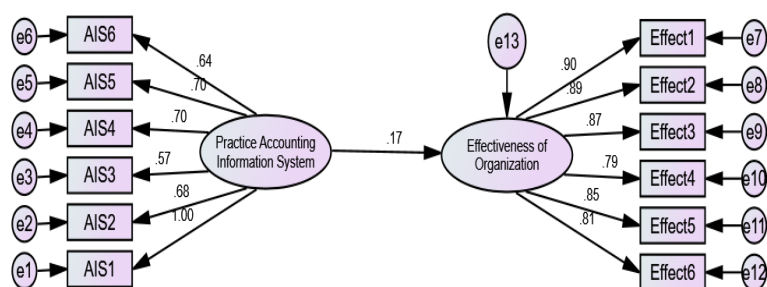 e6 AIS6 e13 Effect1 e7
.64 .90
e5 AIS5 Effect2 e8
.70 .89
e4 AIS4 .70 .87 Effect3 e9
Practice Accounting
Information System
.17
Effectiveness of
Organization
e3 AIS3 .57 .79 Effect4 e10
e2 AIS2 .68 .85 Effect5 e11
1.00 .81
e1 AIS1 Effect6 e12